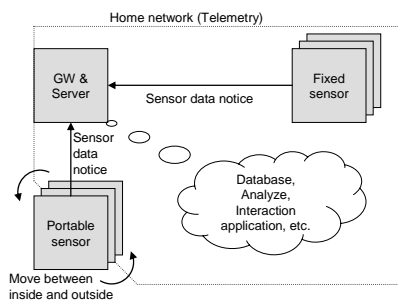 Home network (Telemetry)
GW &
Server
Fixed
sensor
Sensor data notice
Sensor
data
notice
Database,
Analyze,
Interaction
application, etc.
Portable
sensor
Move between
inside and outside